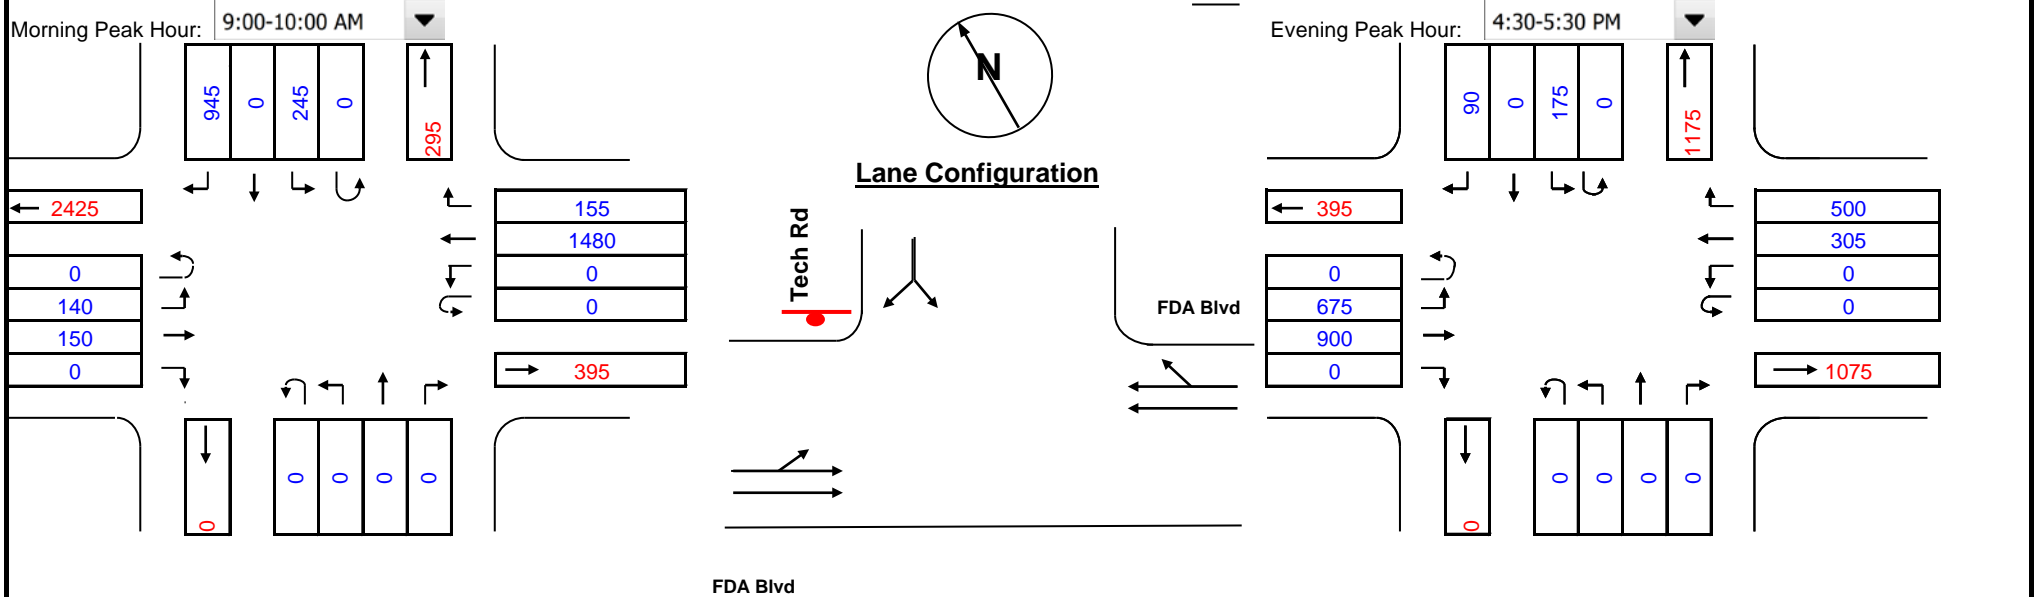 Morning Peak Hour: 9:00-10:00 AM
945 0 245 0
295
2425
0
140
150
0
155
1480
0
0
395
0
0 0 0 0
N
Lane Configuration
Tech Rd
FDA Blvd
FDA Blvd
Evening Peak Hour: 4:30-5:30 PM
90 0 175 0
1175
395
0
675
900
0
500
305
0
0
1075
0
0 0 0 0